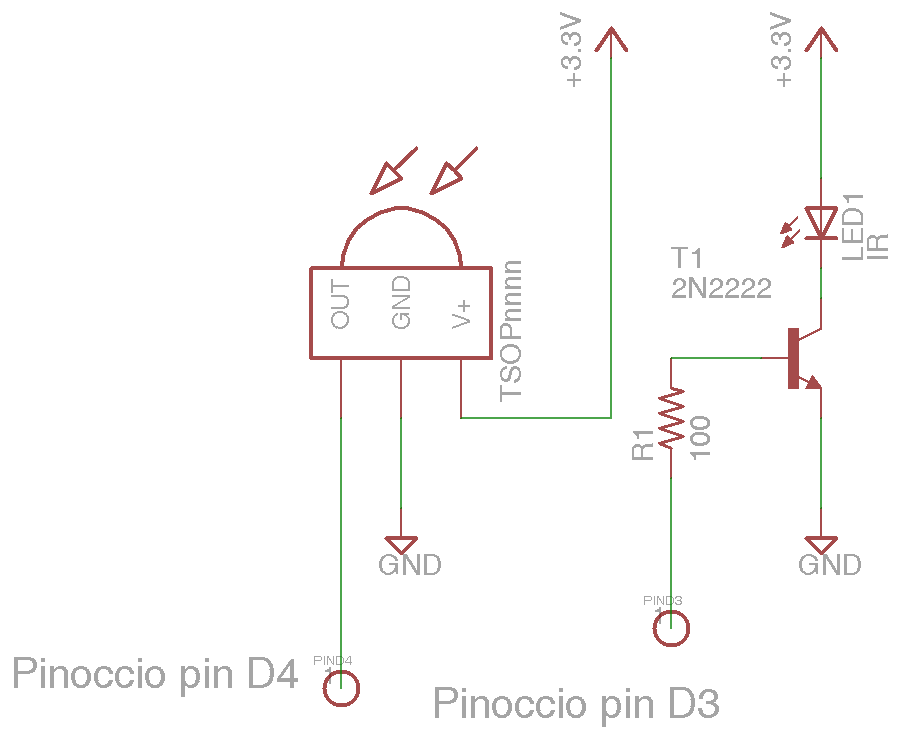 +3.3V
+3.3V
OUT
GND
V+
TSOPnnnn
LED1
IR
T1
2N2222
R1
100
GND
GND
PIND3
1
PIND4
1
Pinoccio pin D4
Pinoccio pin D3